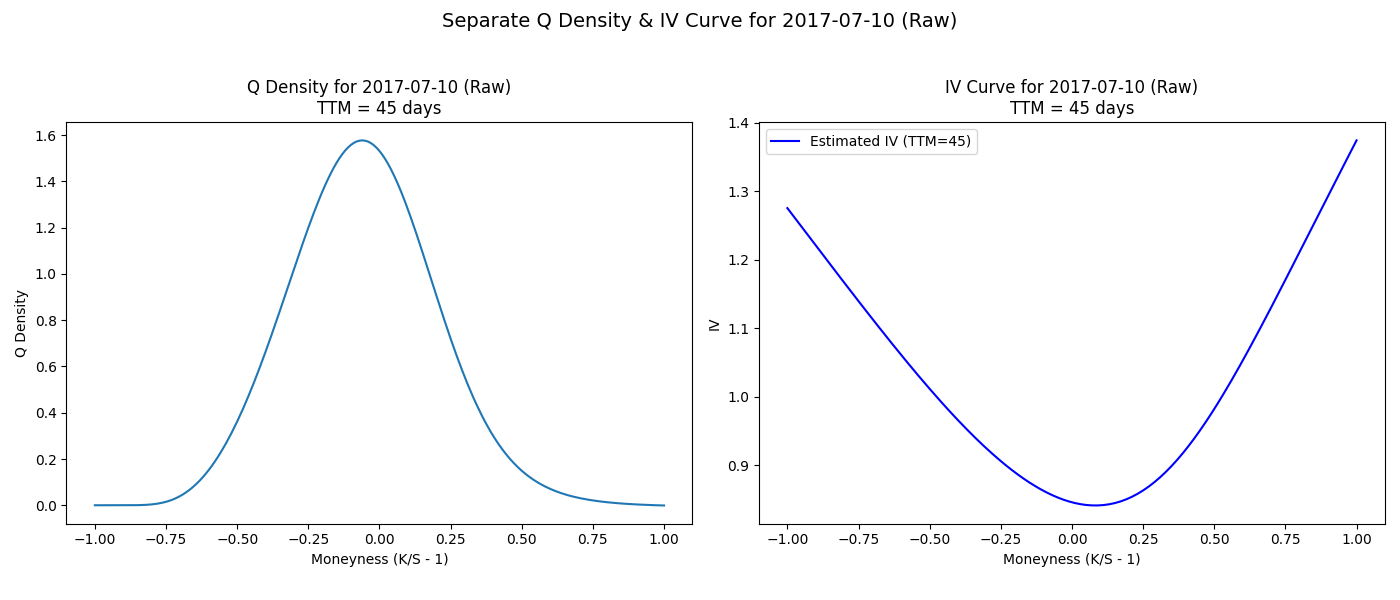 Separate Q Density & IV Curve for 2017-07-10 (Raw)
Q Density for 2017-07-10 (Raw)
TTM = 45 days
1.6
1.4
1.2
1.0
0.8
0.6
0.4
0.2
0.0
Q Density
−1.00 −0.75 −0.50 −0.25 0.00 0.25 0.50 0.75 1.00
Moneyness (K/S - 1)
IV Curve for 2017-07-10 (Raw)
TTM = 45 days
Estimated IV (TTM=45)
1.4
1.3
1.2
1.1
1.0
0.9
IV
−1.00 −0.75 −0.50 −0.25 0.00 0.25 0.50 0.75 1.00
Moneyness (K/S - 1)